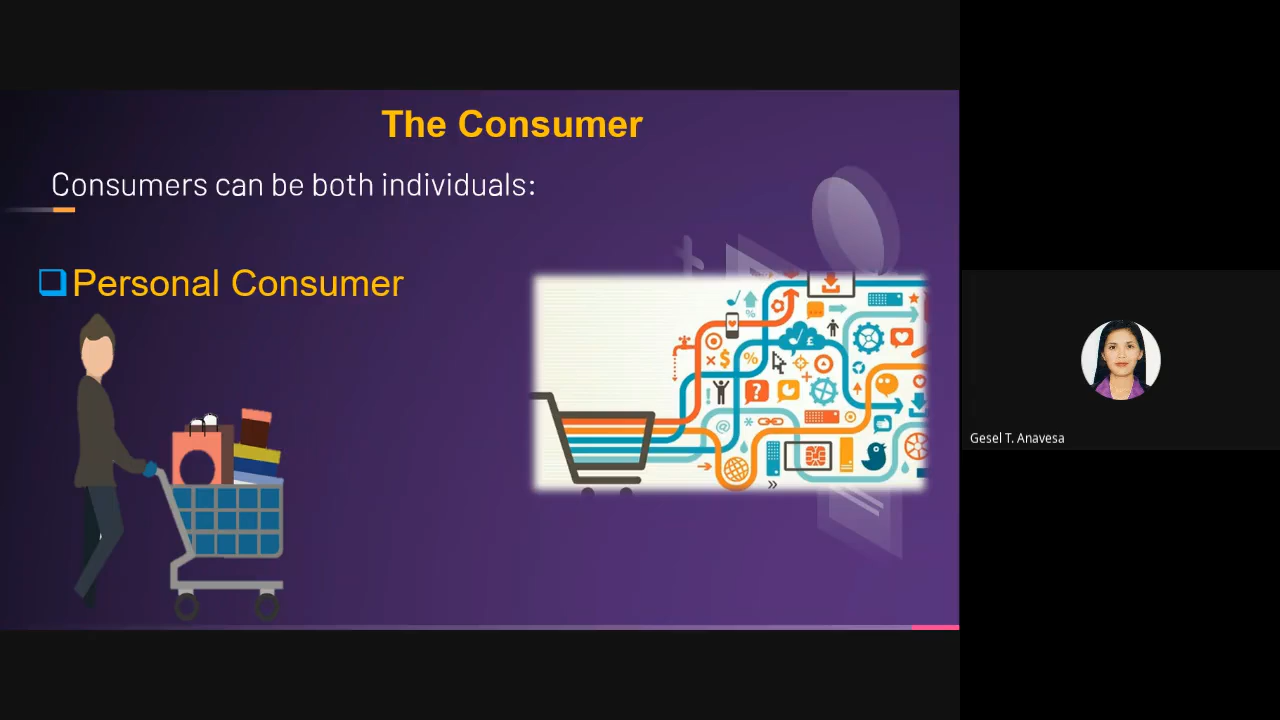 The Consumer
Consumers can be both individuals:
Personal Consumer
Gesel T. Anavesa